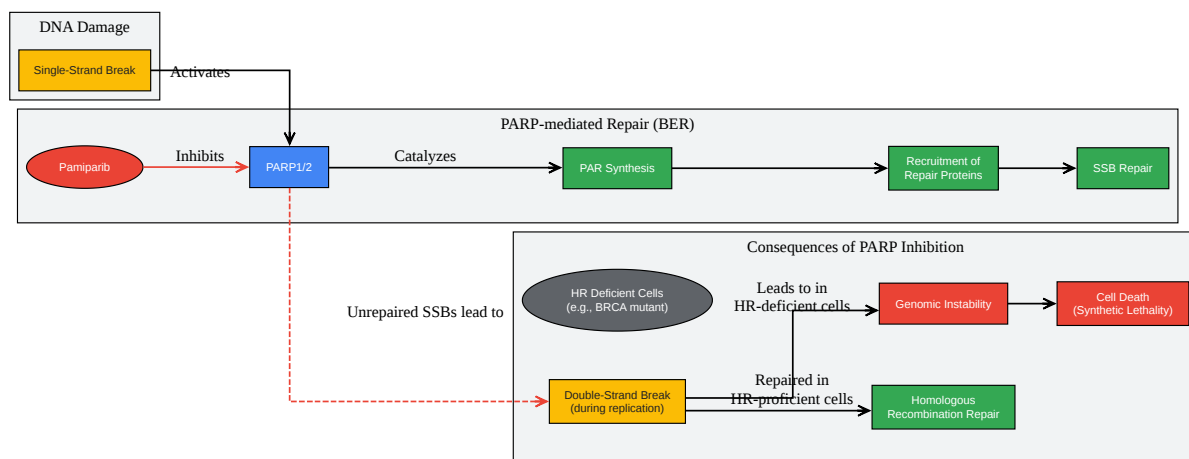 DNA Damage
Single-Strand Break
Activates
PARP-mediated Repair (BER)
Pamiparib
Inhibits
PARP1/2
Catalyzes
PAR Synthesis
Recruitment of
Repair Proteins
SSB Repair
Consequences of PARP Inhibition
Unrepaired SSBs lead to
HR Deficient Cells
(e.g., BRCA mutant)
Leads to in
HR-deficient cells
Genomic Instability
Cell Death
(Synthetic Lethality)
Double-Strand Break
(during replication)
Repaired in
HR-proficient cells
Homologous
Recombination Repair